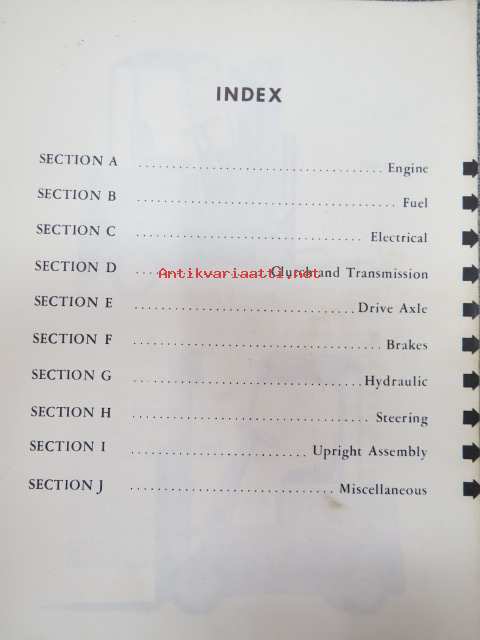 INDEX
SECTION A .................................... Engine
SECTION B ...................................... Fuel
SECTION C .................................. Electrical
SECTION D .... Clutch and Transmission
Antikvariaatti.net
SECTION E ................................. Drive Axle
SECTION F ..................................... Brakes
SECTION G .................................. Hydraulic
SECTION H ................................... Steering
SECTION I .......................... Upright Assembly
SECTION J .............................. Miscellaneous